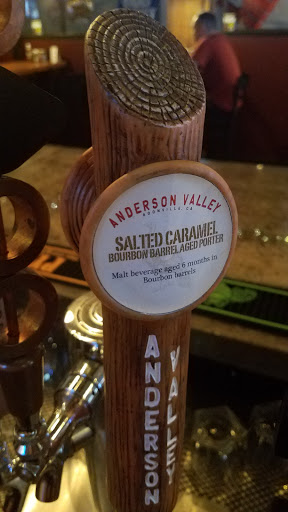 ANDERSON VALLEY
BOONVILLE, CA
SALTED CARAMEL
BOURBON BARREL AGED PORTER
Malt beverage aged 6 months in
Bourbon barrels
ANDERSON
VALLEY